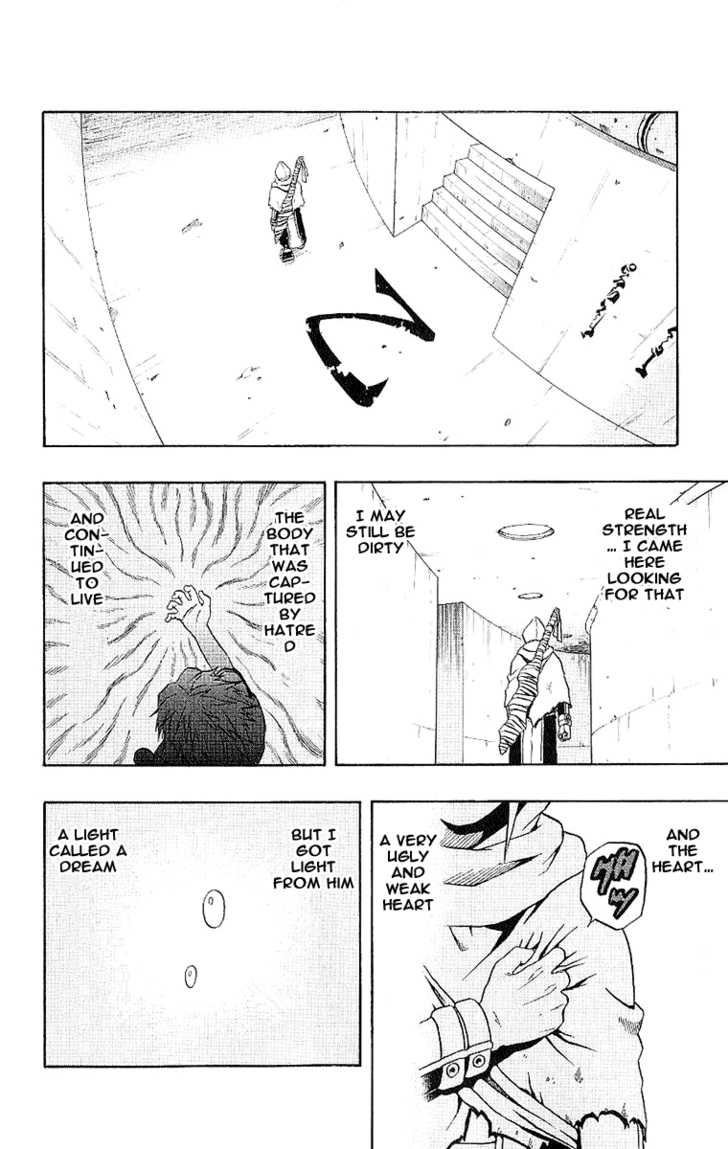 REAL
STRENGTH
... I CAME
HERE
LOOKING
FOR THAT
I MAY
STILL BE
DIRTY
THE
BODY
THAT
WAS
CAP-
TURED
BY
HATRE
D
AND
CON-
TIN-
UED
TO
LIVE
AND
THE
HEART...
A VERY
UGLY
AND
WEAK
HEART
BUT I
GOT
LIGHT
FROM HIM
A LIGHT
CALLED A
DREAM